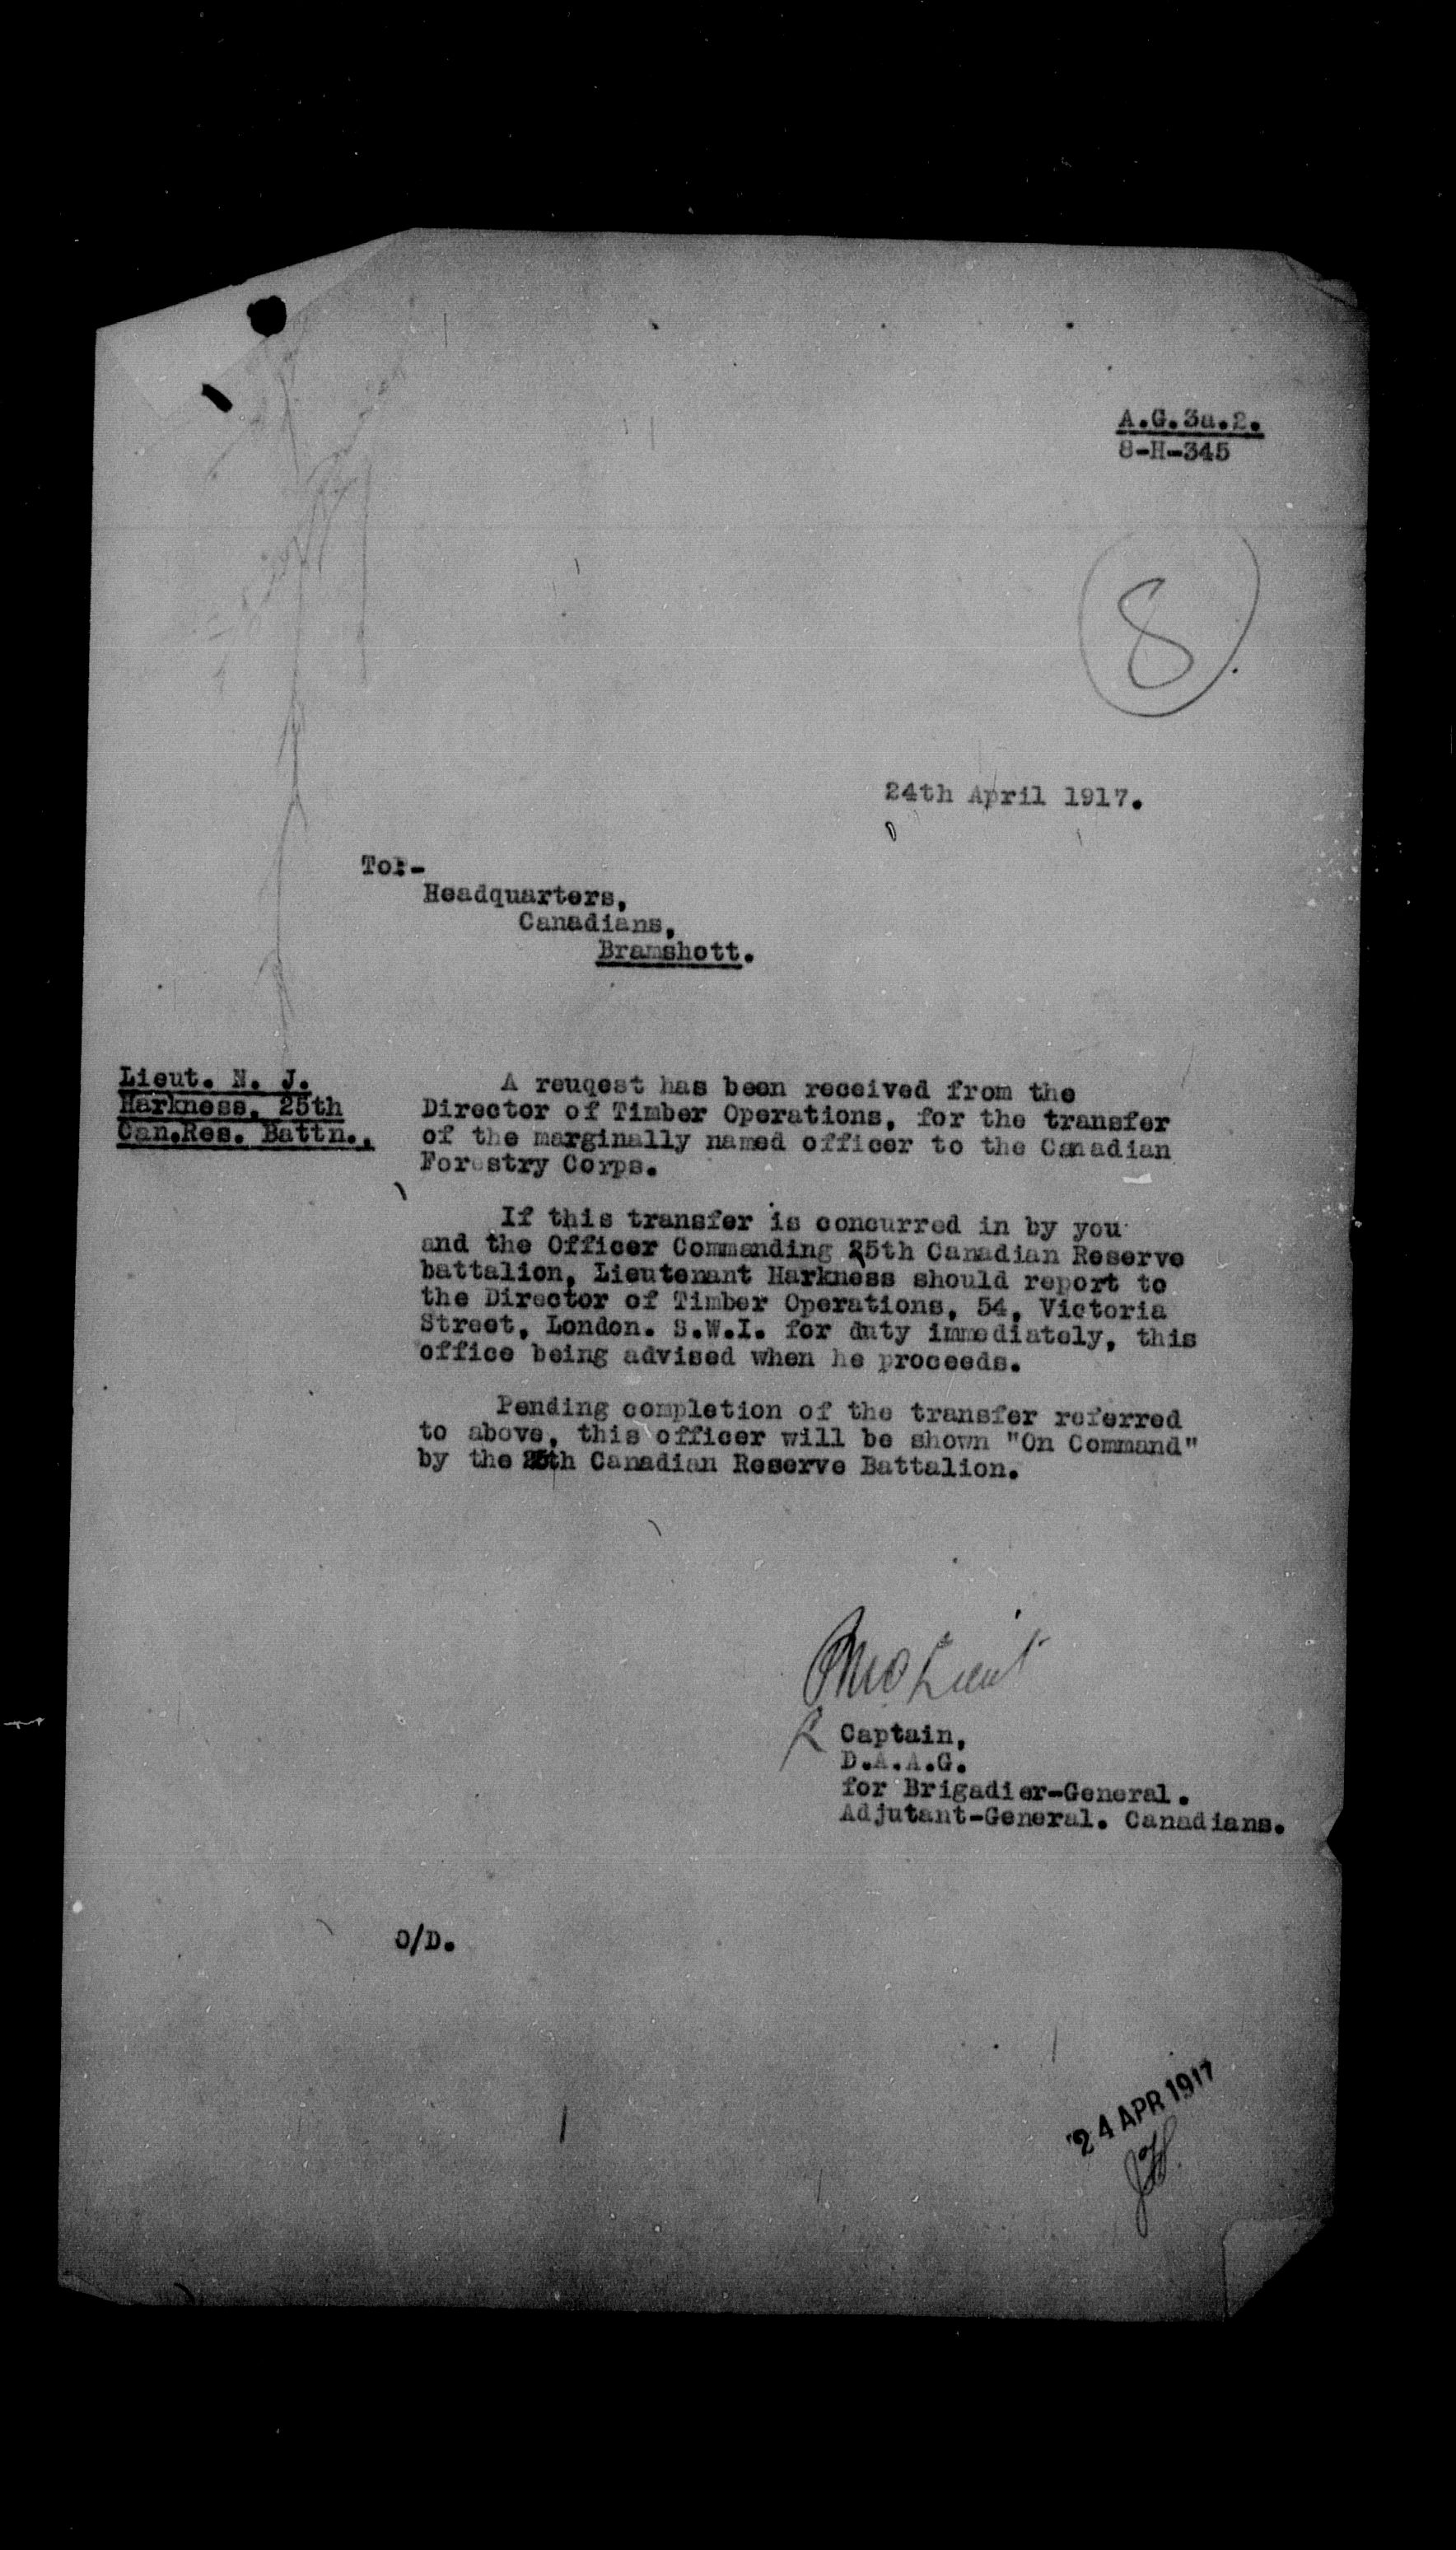 A.G.3a.2.
8-H-345
8
24th April 1917.
To:-
Headquarters,
Canadians,
Bramshott.
Lieut. N. J.
Harkness, 25th
Can.Res. Battn.,
A reuqest has been received from the
Director of Timber Operations, for the transfer
of the marginally named officer to the Canadian
Forestry Corps.
If this transfer is concurred in by you
and the Officer Commanding 25th Canadian Reserve
battalion, Lieutenant Harkness should report to
the Director of Timber Operations, 54, Victoria
Street, London. S.W.I. for duty immediately, this
office being advised when he proceeds.
Pending completion of the transfer referred
to above, this officer will be shown "On Command"
by the 25th Canadian Reserve Battalion.
Lieut
Captain,
D.A.A.G.
for Brigadier-General.
Adjutant-General. Canadians.
O/D.
24 APR 1917